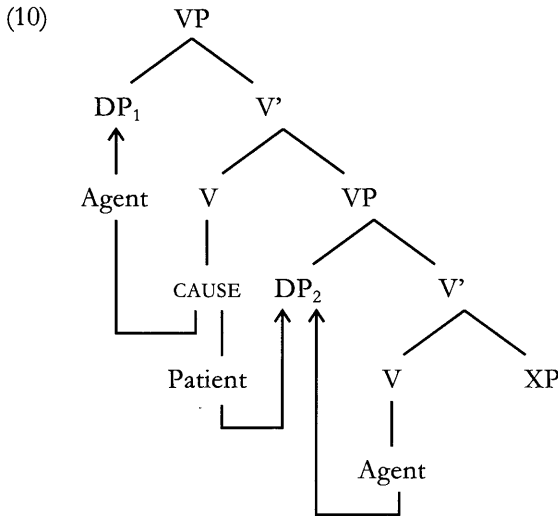 (10) VP
DP₁ V’
Agent V VP
CAUSE DP₂ V’
Patient V XP
Agent